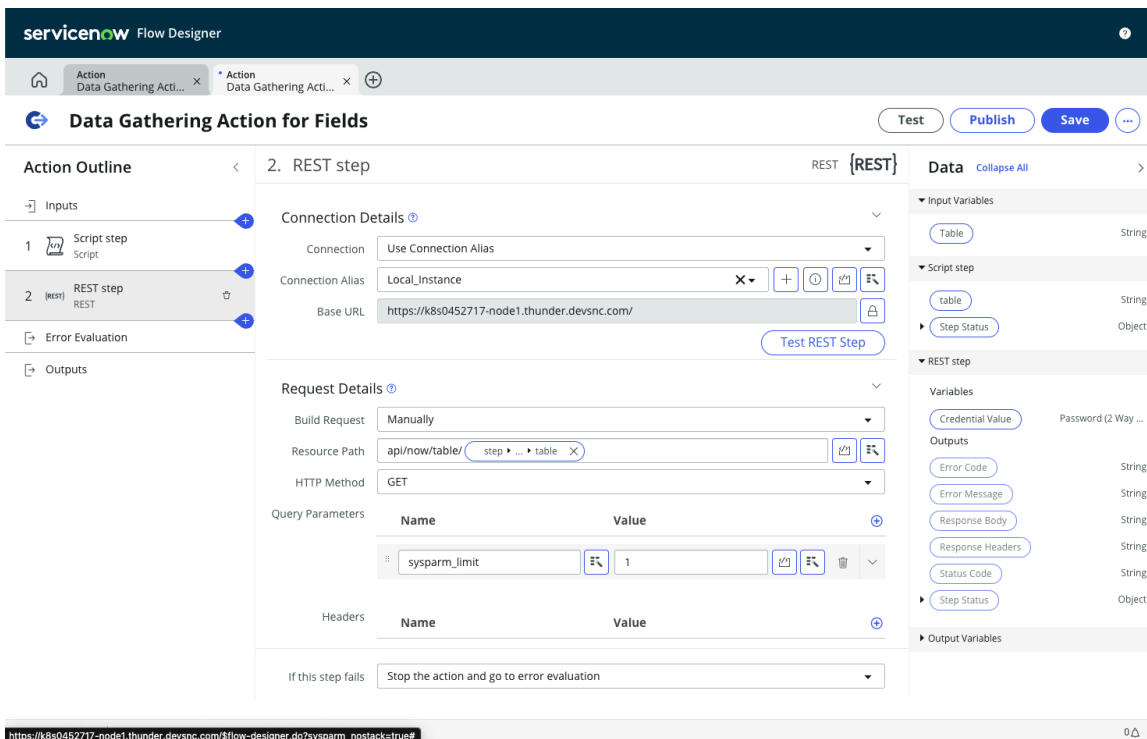 servicenow Flow Designer
Action
Data Gathering Acti...
Action
Data Gathering Acti...
Data Gathering Action for Fields
Test
Publish
Save
Action Outline
Inputs
1
Script step
Script
2
{REST}
REST step
REST
Error Evaluation
Outputs
2. REST step
REST {REST}
Connection Details
Connection
Use Connection Alias
Connection Alias
Local_Instance
Base URL
https://k8s0452717-node1.thunder.devsnc.com/
Test REST Step
Request Details
Build Request
Manually
Resource Path
api/now/table/ step ▸ ... ▸ table
HTTP Method
GET
Query Parameters
Name Value
sysparm_limit 1
Headers
Name Value
If this step fails
Stop the action and go to error evaluation
Data Collapse All
Input Variables
Table String
Script step
table String
Step Status Object
REST step
Variables
Credential Value Password (2 Way ...
Outputs
Error Code String
Error Message String
Response Body String
Response Headers String
Status Code String
Step Status Object
Output Variables
https://k8s0452717-node1.thunder.devsnc.com/$flow-designer.do?sysparm_nostack=true#
0